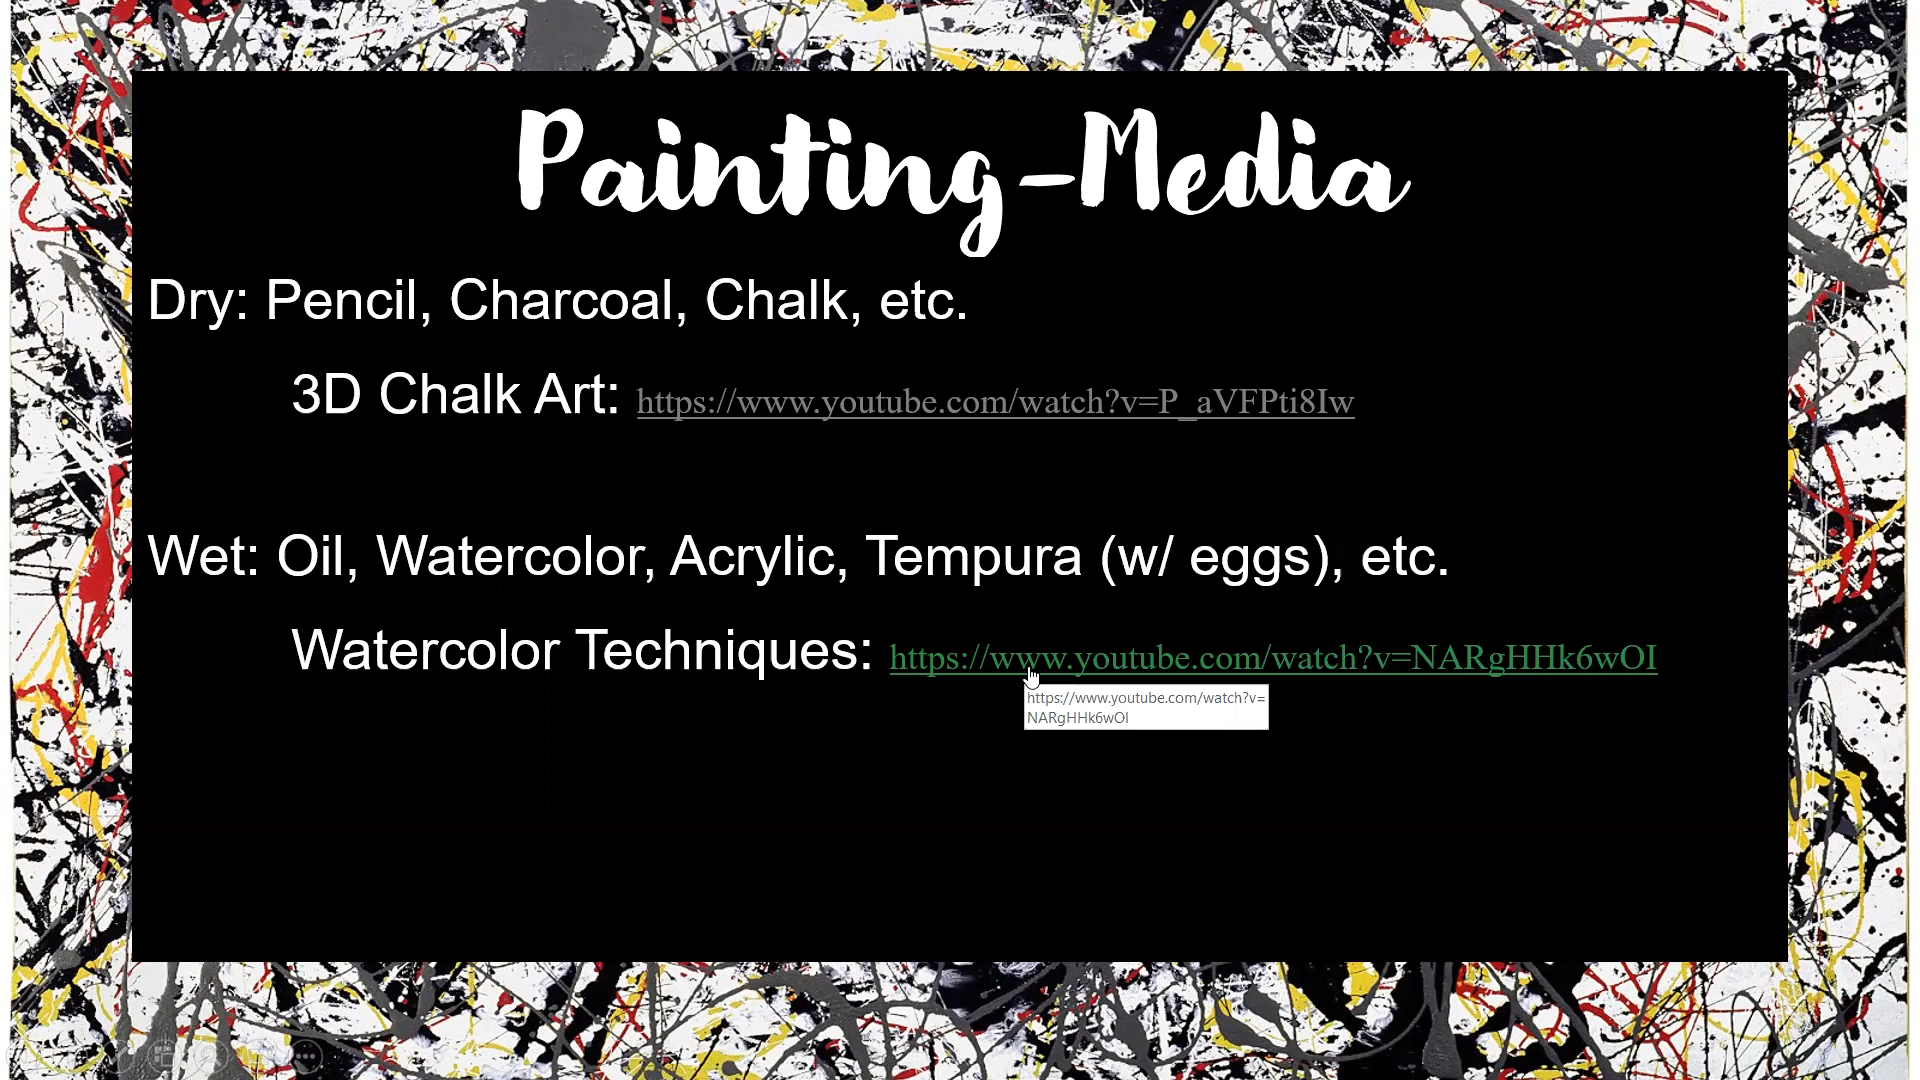 Painting-Media
Dry: Pencil, Charcoal, Chalk, etc.
3D Chalk Art: https://www.youtube.com/watch?v=P_aVFPti8Iw
Wet: Oil, Watercolor, Acrylic, Tempura (w/ eggs), etc.
Watercolor Techniques: https://www.youtube.com/watch?v=NARgHHk6wOI
https://www.youtube.com/watch?v=
NARgHHk6wOI